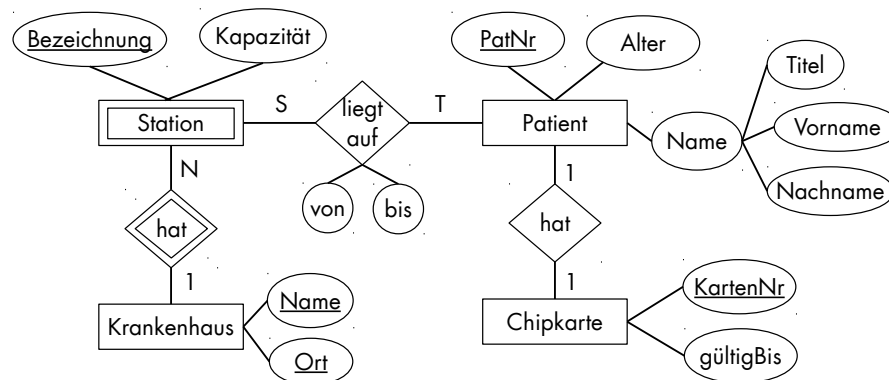 Bezeichnung
Kapazität
PatNr
Alter
Titel
Station
S
liegt
auf
T
Patient
Name
Vorname
Nachname
N
von
bis
1
hat
hat
1
1
Krankenhaus
Name
Ort
Chipkarte
KartenNr
gültigBis